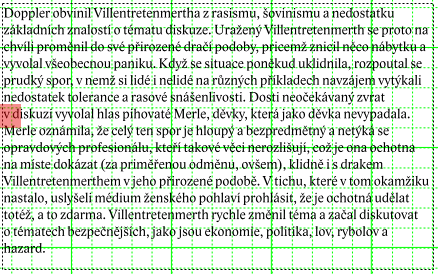 Doppler obvinil Villentretenmertha z rasismu, šovinismu a nedostatku
základních znalostí o tématu diskuze. Uražený Villentretenmerth se proto na
chvíli proměnil do své přirozené dračí podoby, přičemž zničil něco nábytku a
vyvolal všeobecnou paniku. Když se situace poněkud uklidnila, rozpoutal se
prudký spor, v nemž si lidé i nelidé na různých příkladech navzájem vytýkali
nedostatek tolerance a rasové snášenlivosti. Dosti neočekávaný zvrat
v diskuzi vyvolal hlas pihovaté Merle, děvky, která jako děvka nevypadala.
Merle oznámila, že celý ten spor je hloupý a bezpředmětný a netýká se
opravdových profesionálu, kteří takové věci nerozlišují, což je ona ochotna
na místě dokázat (za přiměřenou odměnu, ovšem), klidně i s drakem
Villentretenmerthem v jeho přirozené podobě. V tichu, které v tom okamžiku
nastalo, uslyšeli médium ženského pohlaví prohlásit, že je ochotna udělat
totéž, a to zdarma. Villentretenmerth rychle změnil téma a začal diskutovat
o tématech bezpečnějších, jako jsou ekonomie, politika, lov, rybolov a
hazard.